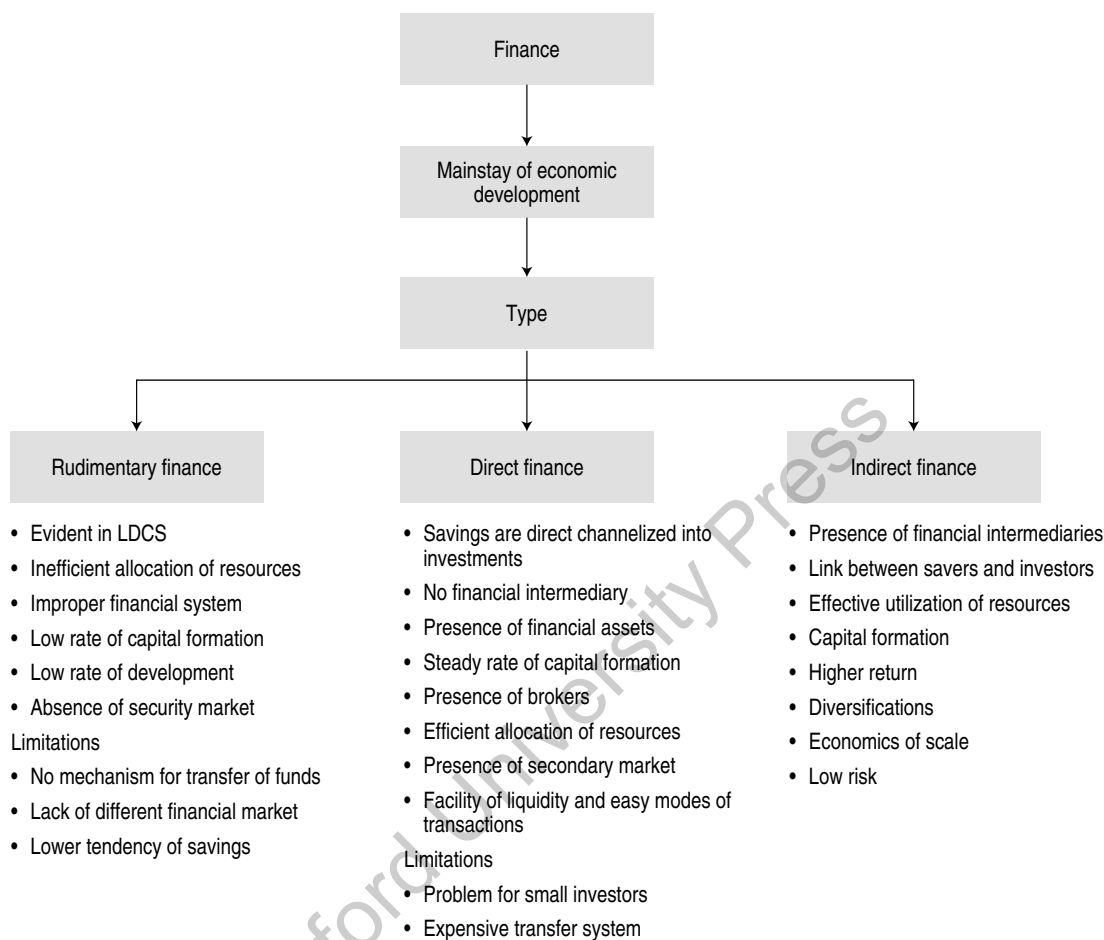 Finance
Mainstay of economic
development
Type
Rudimentary finance
• Evident in LDCS
• Inefficient allocation of resources
• Improper financial system
• Low rate of capital formation
• Low rate of development
• Absence of security market
Limitations
• No mechanism for transfer of funds
• Lack of different financial market
• Lower tendency of savings
Direct finance
• Savings are direct channelized into
investments
• No financial intermediary
• Presence of financial assets
• Steady rate of capital formation
• Presence of brokers
• Efficient allocation of resources
• Presence of secondary market
• Facility of liquidity and easy modes of
transactions
Limitations
• Problem for small investors
• Expensive transfer system
Indirect finance
• Presence of financial intermediaries
• Link between savers and investors
• Effective utilization of resources
• Capital formation
• Higher return
• Diversifications
• Economics of scale
• Low risk
ford University Press